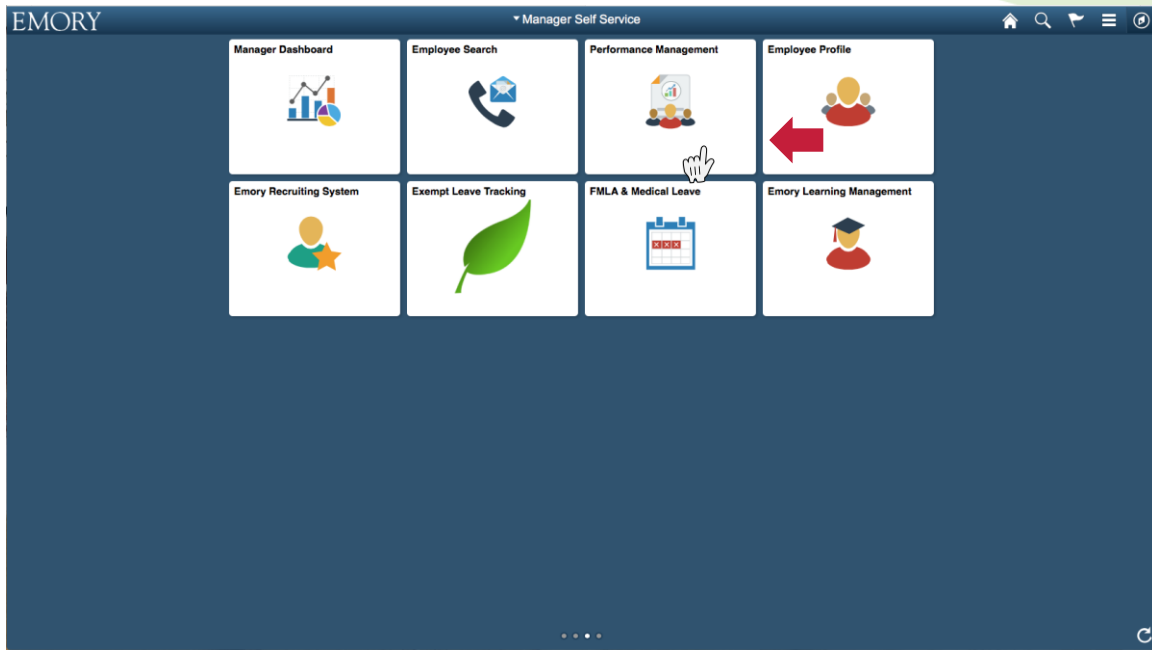 EMORY
Manager Self Service
Manager Dashboard
Employee Search
Performance Management
Employee Profile
Emory Recruiting System
Exempt Leave Tracking
FMLA & Medical Leave
Emory Learning Management